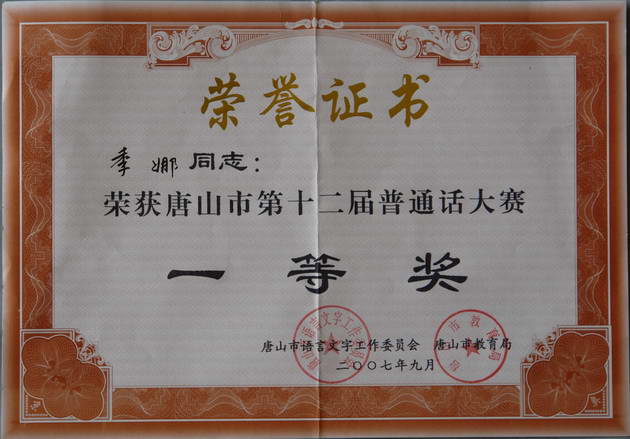 荣誉证书
季娜同志：
荣获唐山市第十二届普通话大赛
一等奖
唐山市语言文字工作委员会 唐山市教育局
二〇〇七年九月